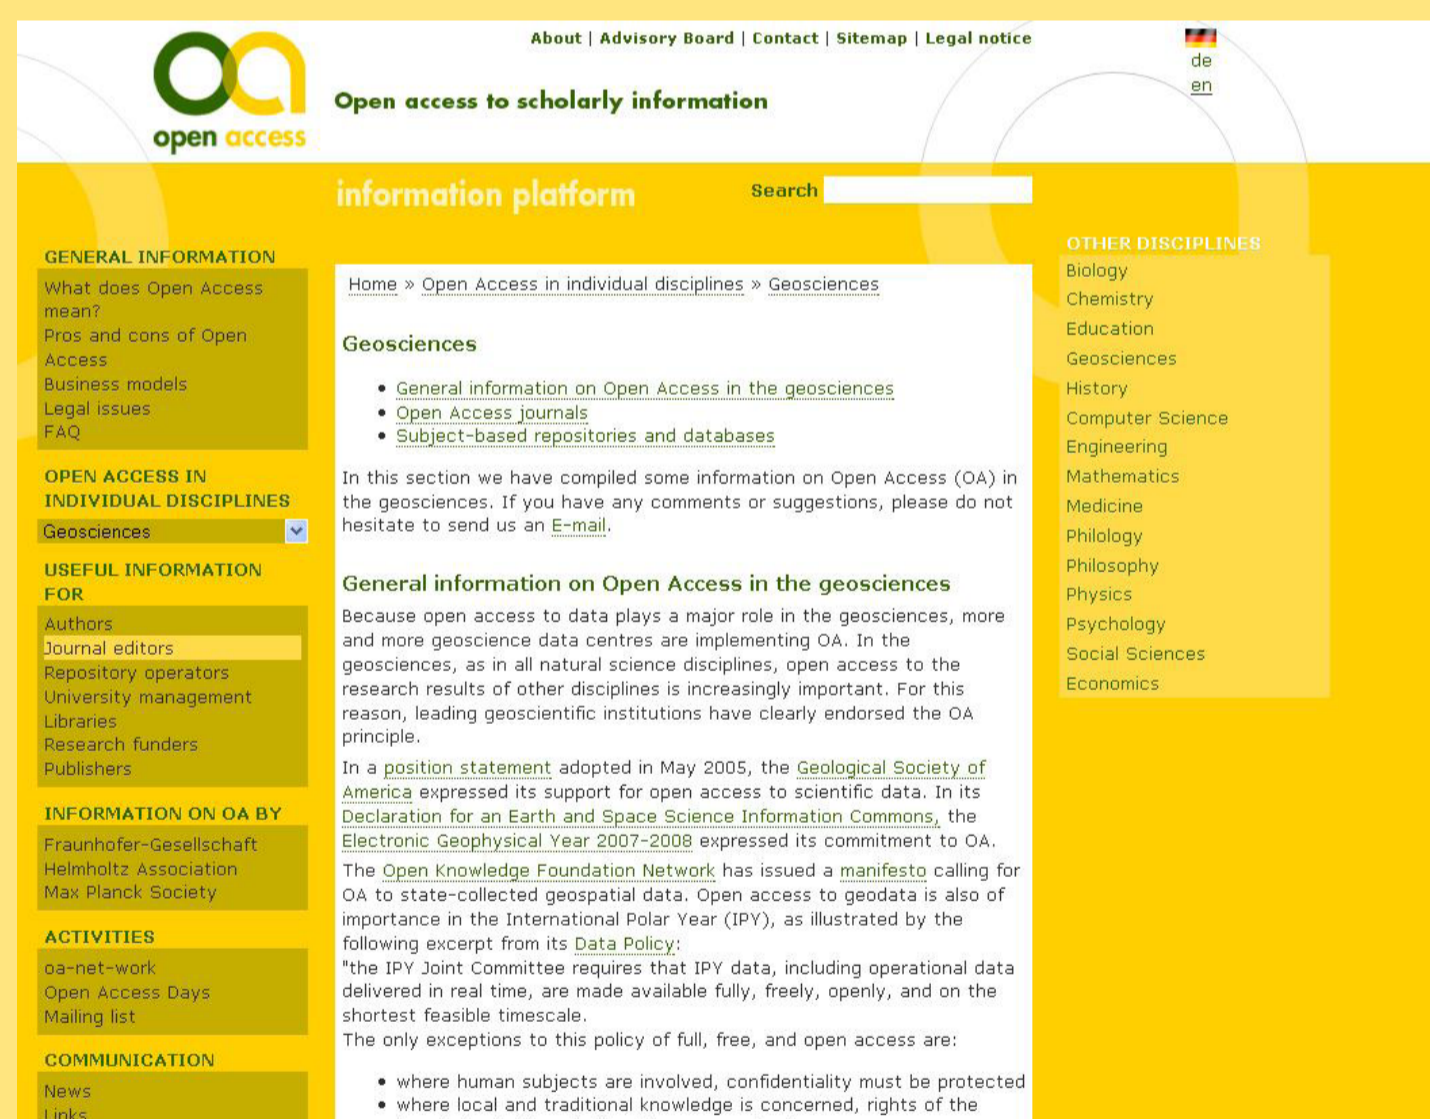 About | Advisory Board | Contact | Sitemap | Legal notice
de
en
open access
Open access to scholarly information
information platform
Search
GENERAL INFORMATION
What does Open Access
mean?
Pros and cons of Open
Access
Business models
Legal issues
FAQ
OPEN ACCESS IN
INDIVIDUAL DISCIPLINES
Geosciences
USEFUL INFORMATION
FOR
Authors
Journal editors
Repository operators
University management
Libraries
Research funders
Publishers
INFORMATION ON OA BY
Fraunhofer-Gesellschaft
Helmholtz Association
Max Planck Society
ACTIVITIES
oa-net-work
Open Access Days
Mailing list
COMMUNICATION
News
Links
Home » Open Access in individual disciplines » Geosciences
Geosciences
• General information on Open Access in the geosciences
• Open Access journals
• Subject-based repositories and databases
In this section we have compiled some information on Open Access (OA) in
the geosciences. If you have any comments or suggestions, please do not
hesitate to send us an E-mail.
General information on Open Access in the geosciences
Because open access to data plays a major role in the geosciences, more
and more geoscience data centres are implementing OA. In the
geosciences, as in all natural science disciplines, open access to the
research results of other disciplines is increasingly important. For this
reason, leading geoscientific institutions have clearly endorsed the OA
principle.
In a position statement adopted in May 2005, the Geological Society of
America expressed its support for open access to scientific data. In its
Declaration for an Earth and Space Science Information Commons, the
Electronic Geophysical Year 2007-2008 expressed its commitment to OA.
The Open Knowledge Foundation Network has issued a manifesto calling for
OA to state-collected geospatial data. Open access to geodata is also of
importance in the International Polar Year (IPY), as illustrated by the
following excerpt from its Data Policy:
"the IPY Joint Committee requires that IPY data, including operational data
delivered in real time, are made available fully, freely, openly, and on the
shortest feasible timescale.
The only exceptions to this policy of full, free, and open access are:
• where human subjects are involved, confidentiality must be protected
• where local and traditional knowledge is concerned, rights of the
OTHER DISCIPLINES
Biology
Chemistry
Education
Geosciences
History
Computer Science
Engineering
Mathematics
Medicine
Philology
Philosophy
Physics
Psychology
Social Sciences
Economics